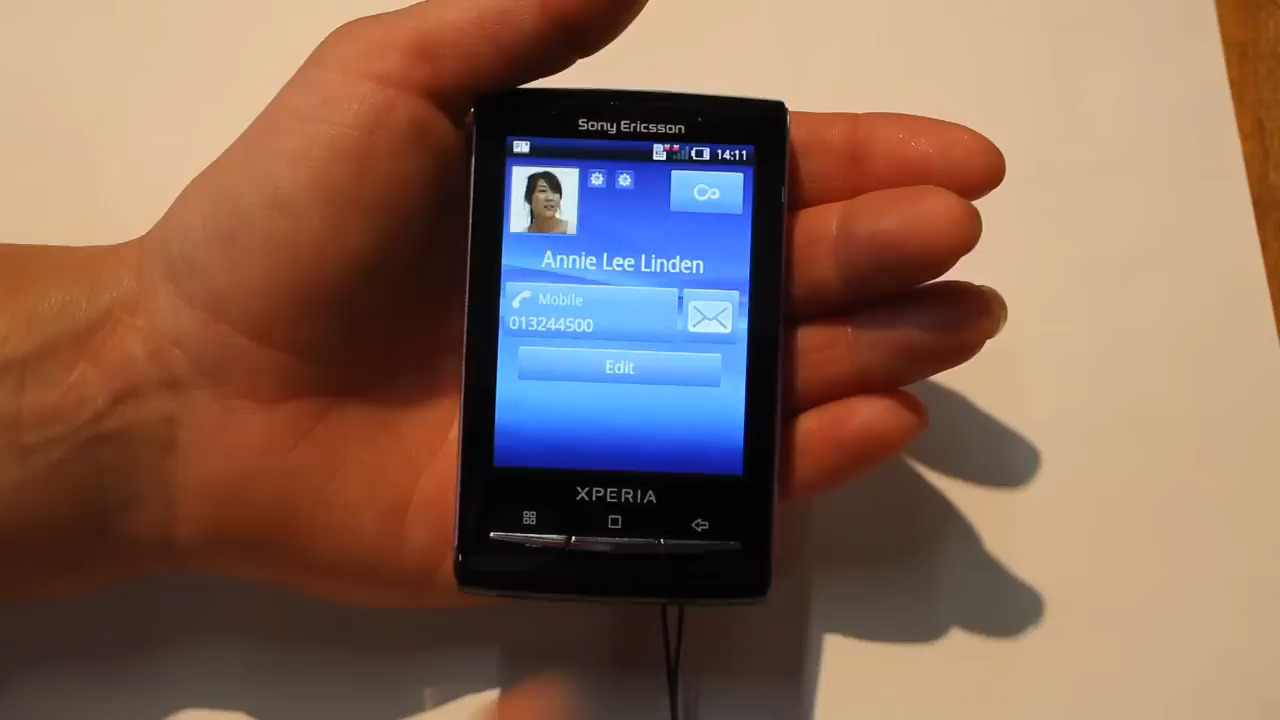 Sony Ericsson
14:11
Annie Lee Linden
Mobile
013244500
Edit
XPERIA